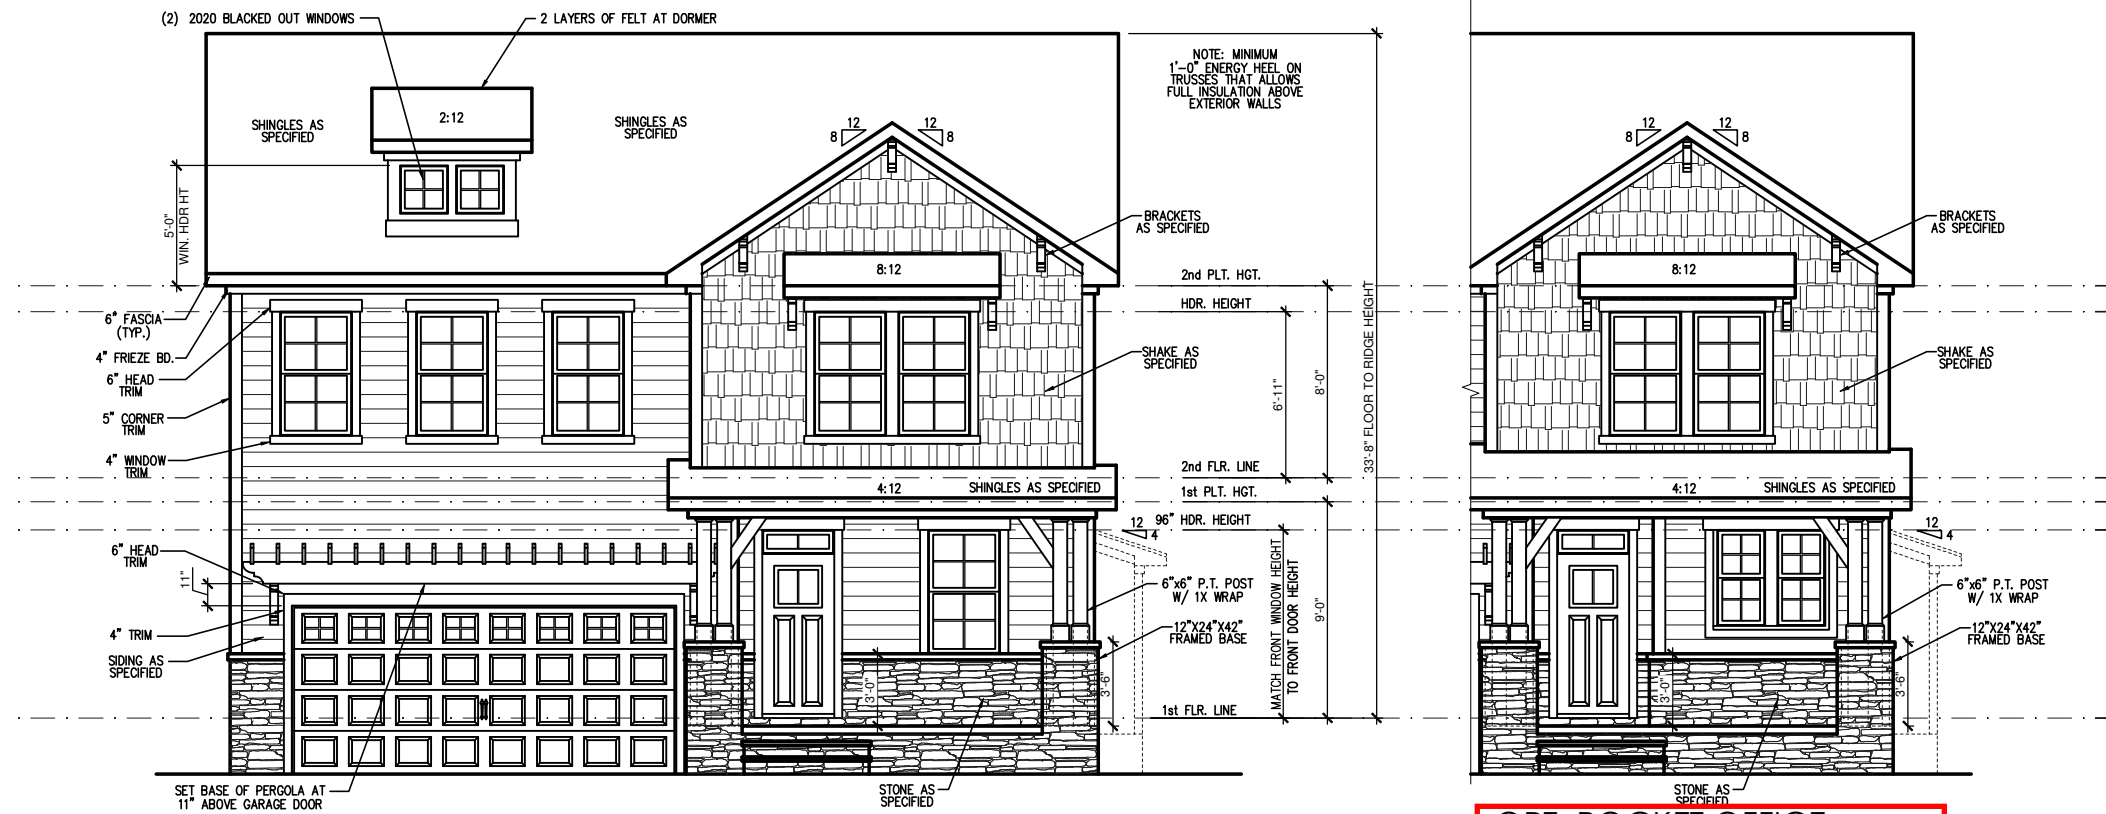 (2) 2020 BLACKED OUT WINDOWS
2 LAYERS OF FELT AT DORMER
NOTE: MINIMUM
1'-0" ENERGY HEEL ON
TRUSSES THAT ALLOWS
FULL INSULATION ABOVE
EXTERIOR WALLS
SHINGLES AS
SPECIFIED
2:12
SHINGLES AS
SPECIFIED
12
8
12
8
5'-0"
WIN. HDR HT
BRACKETS
AS SPECIFIED
8:12
2nd PLT. HGT.
HDR. HEIGHT
6" FASCIA
(TYP.)
4" FRIEZE BD.
6" HEAD
TRIM
5" CORNER
TRIM
4" WINDOW
TRIM
SHAKE AS
SPECIFIED
6'-11"
8'-0"
33'-8" FLOOR TO RIDGE HEIGHT
2nd FLR. LINE
4:12
SHINGLES AS SPECIFIED
1st PLT. HGT.
12
4
96" HDR. HEIGHT
6" HEAD
TRIM
11"
4" TRIM
SIDING AS
SPECIFIED
6"x6" P.T. POST
W/ 1X WRAP
12"X24"X42"
FRAMED BASE
MATCH FRONT WINDOW HEIGHT
TO FRONT DOOR HEIGHT
9'-0"
3'-0"
3'-6"
1st FLR. LINE
SET BASE OF PERGOLA AT
11" ABOVE GARAGE DOOR
STONE AS
SPECIFIED
12
8
12
8
BRACKETS
AS SPECIFIED
8:12
SHAKE AS
SPECIFIED
4:12
SHINGLES AS SPECIFIED
12
4
6"x6" P.T. POST
W/ 1X WRAP
12"X24"X42"
FRAMED BASE
3'-0"
3'-6"
STONE AS
SPECIFIED
OPT. POCKET OFFICE